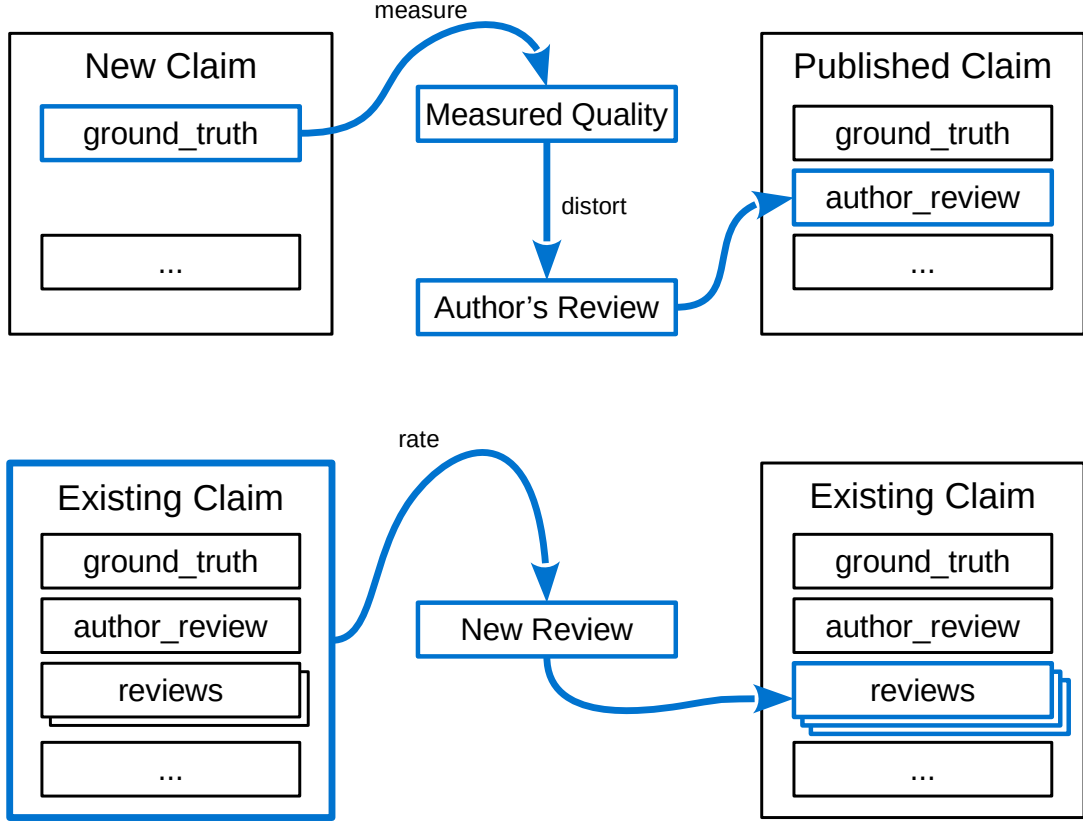 measure
New Claim
ground_truth
...
Measured Quality
distort
Author’s Review
Published Claim
ground_truth
author_review
...
rate
Existing Claim
ground_truth
author_review
reviews
...
New Review
Existing Claim
ground_truth
author_review
reviews
...